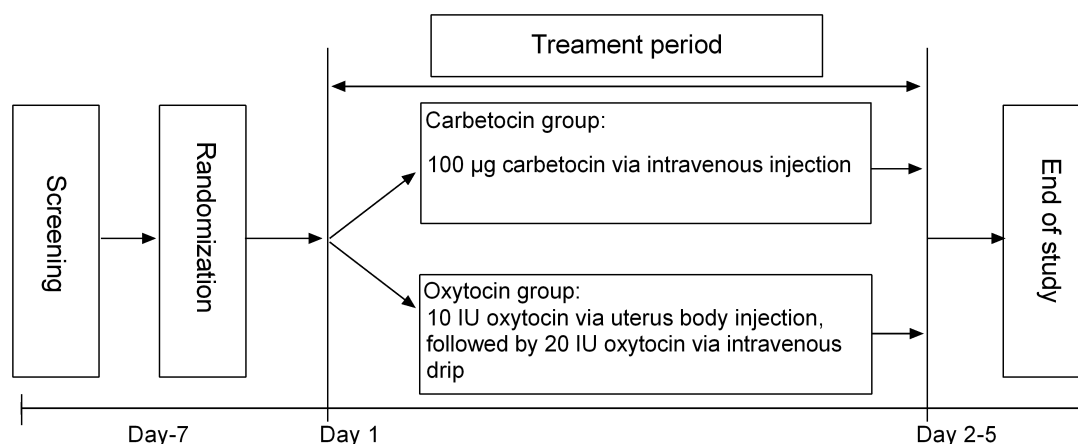 Treament period
Screening
Randomization
Carbetocin group:
100 µg carbetocin via intravenous injection
Oxytocin group:
10 IU oxytocin via uterus body injection,
followed by 20 IU oxytocin via intravenous
drip
End of study
Day-7
Day 1
Day 2-5